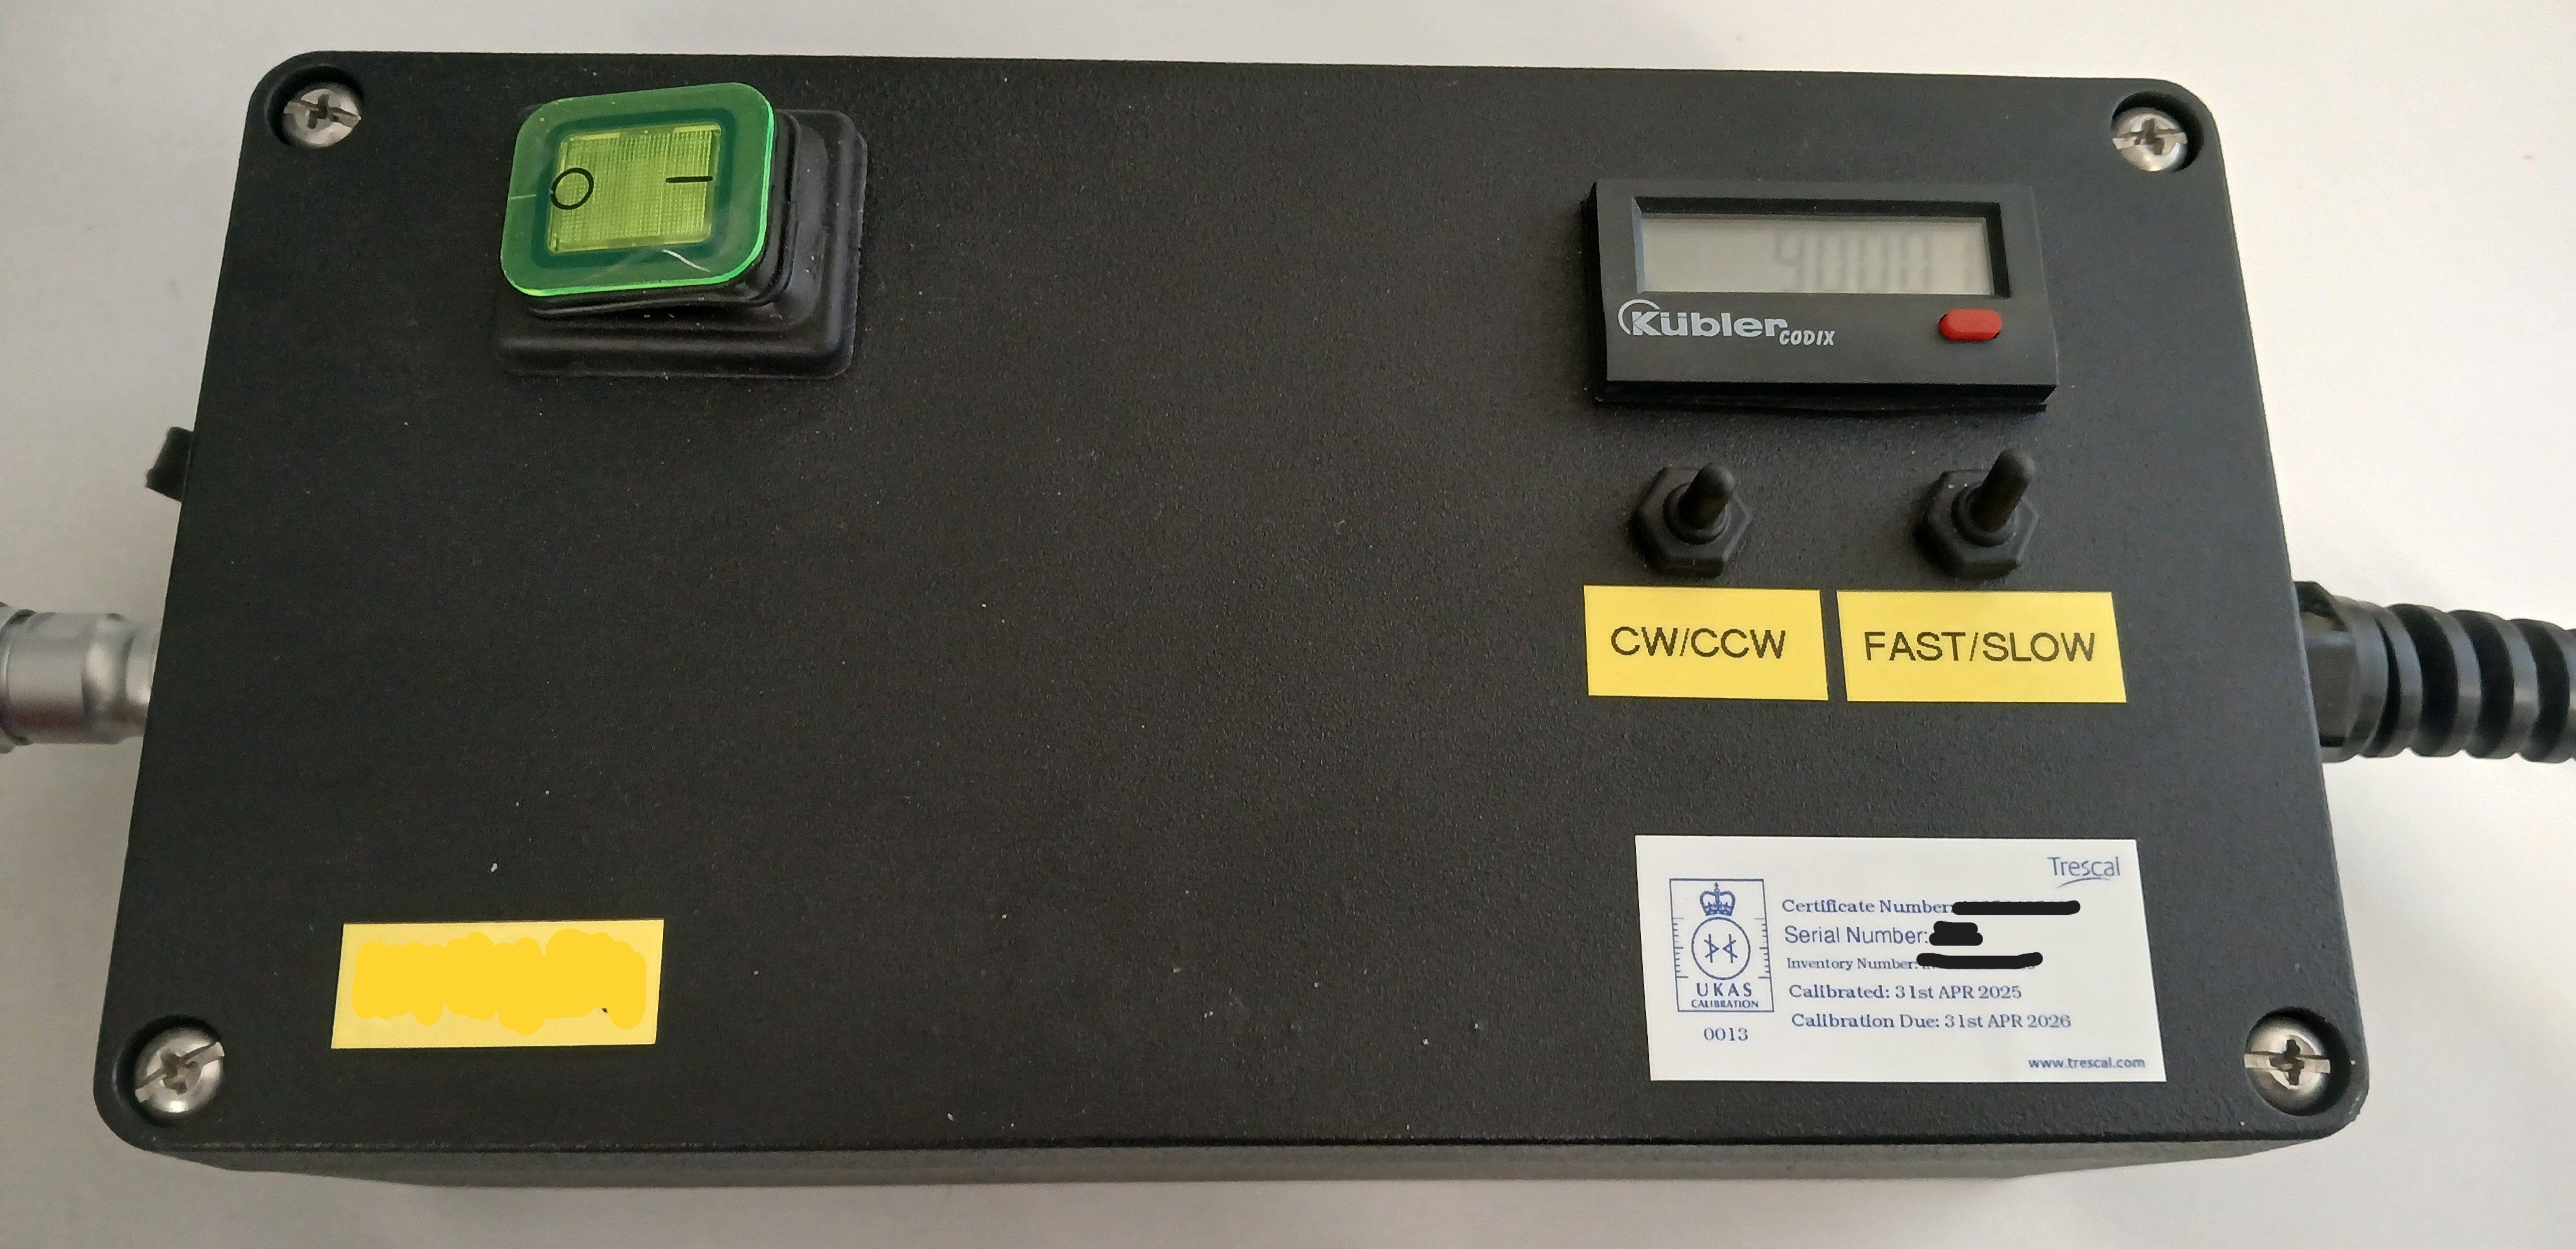 O I
Kübler CODIX
CW/CCW FAST/SLOW
Trescal
Certificate Number:
Serial Number:
Inventory Number:
Calibrated: 31st APR 2025
Calibration Due: 31st APR 2026
UKAS
CALIBRATION
0013
www.trescal.com